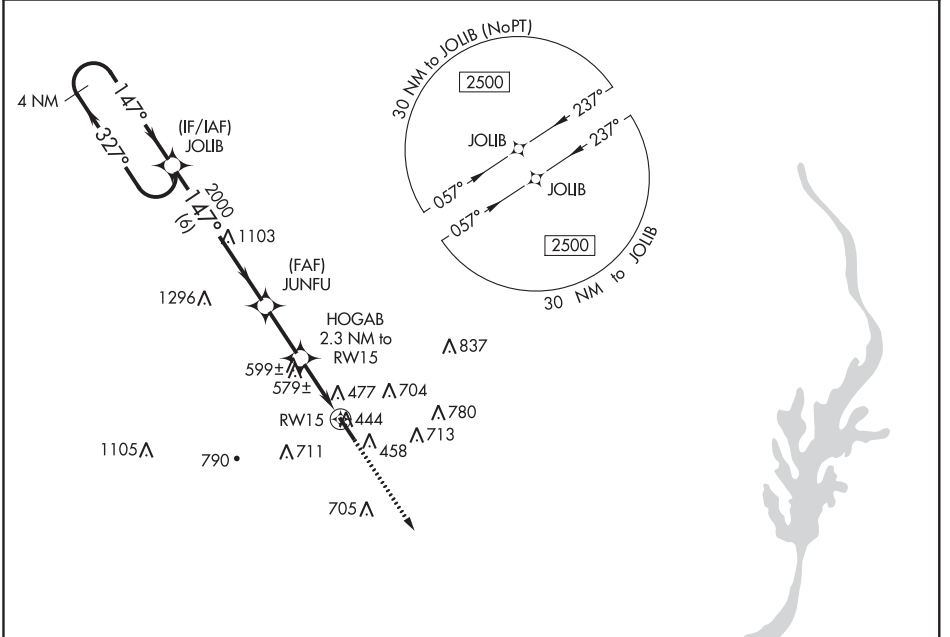 30 NM to JOLIB (NoPT)
2500
237°
JOLIB
057°
237°
JOLIB
057°
2500
30 NM to JOLIB
4 NM
147°
327°
(IF/IAF)
JOLIB
2000
147°
(6)
1103
(FAF)
JUNFU
1296
HOGAB
2.3 NM to
RW15
837
599±
579±
477
704
RW15
444
780
713
458
1105
790
711
705